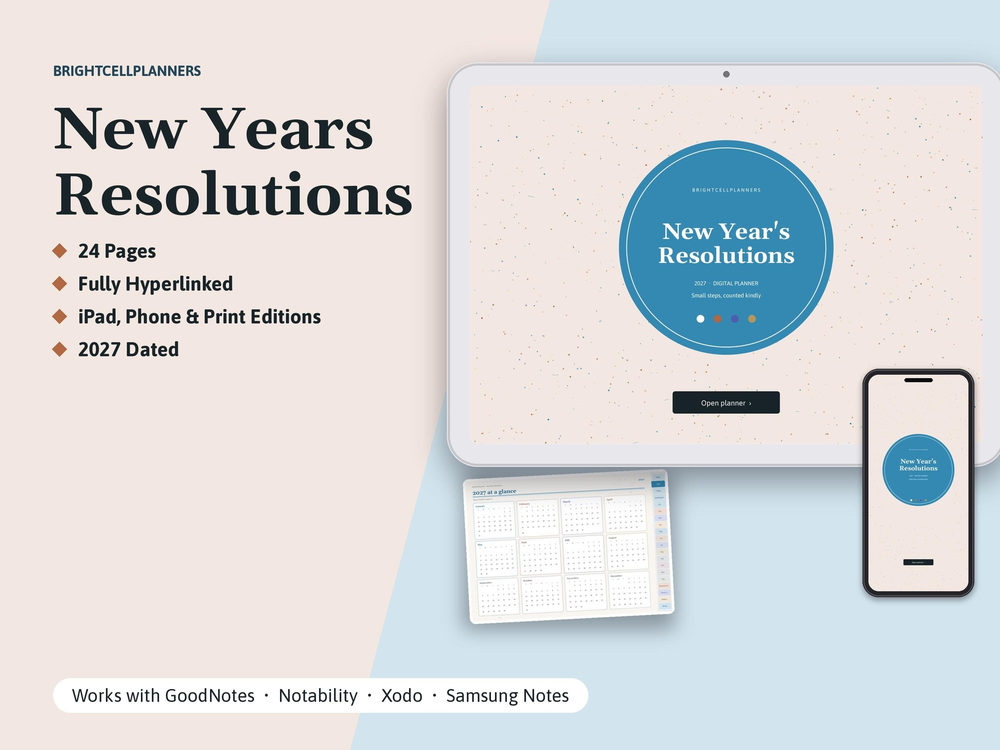 BRIGHTCELLPLANNERS
New Years
Resolutions
24 Pages
Fully Hyperlinked
iPad, Phone & Print Editions
2027 Dated
BRIGHTCELLPLANNERS
New Year's
Resolutions
2027 · DIGITAL PLANNER
Small steps, counted kindly
Open planner ›
New Year's
Resolutions
2027 at a glance
Works with GoodNotes · Notability · Xodo · Samsung Notes